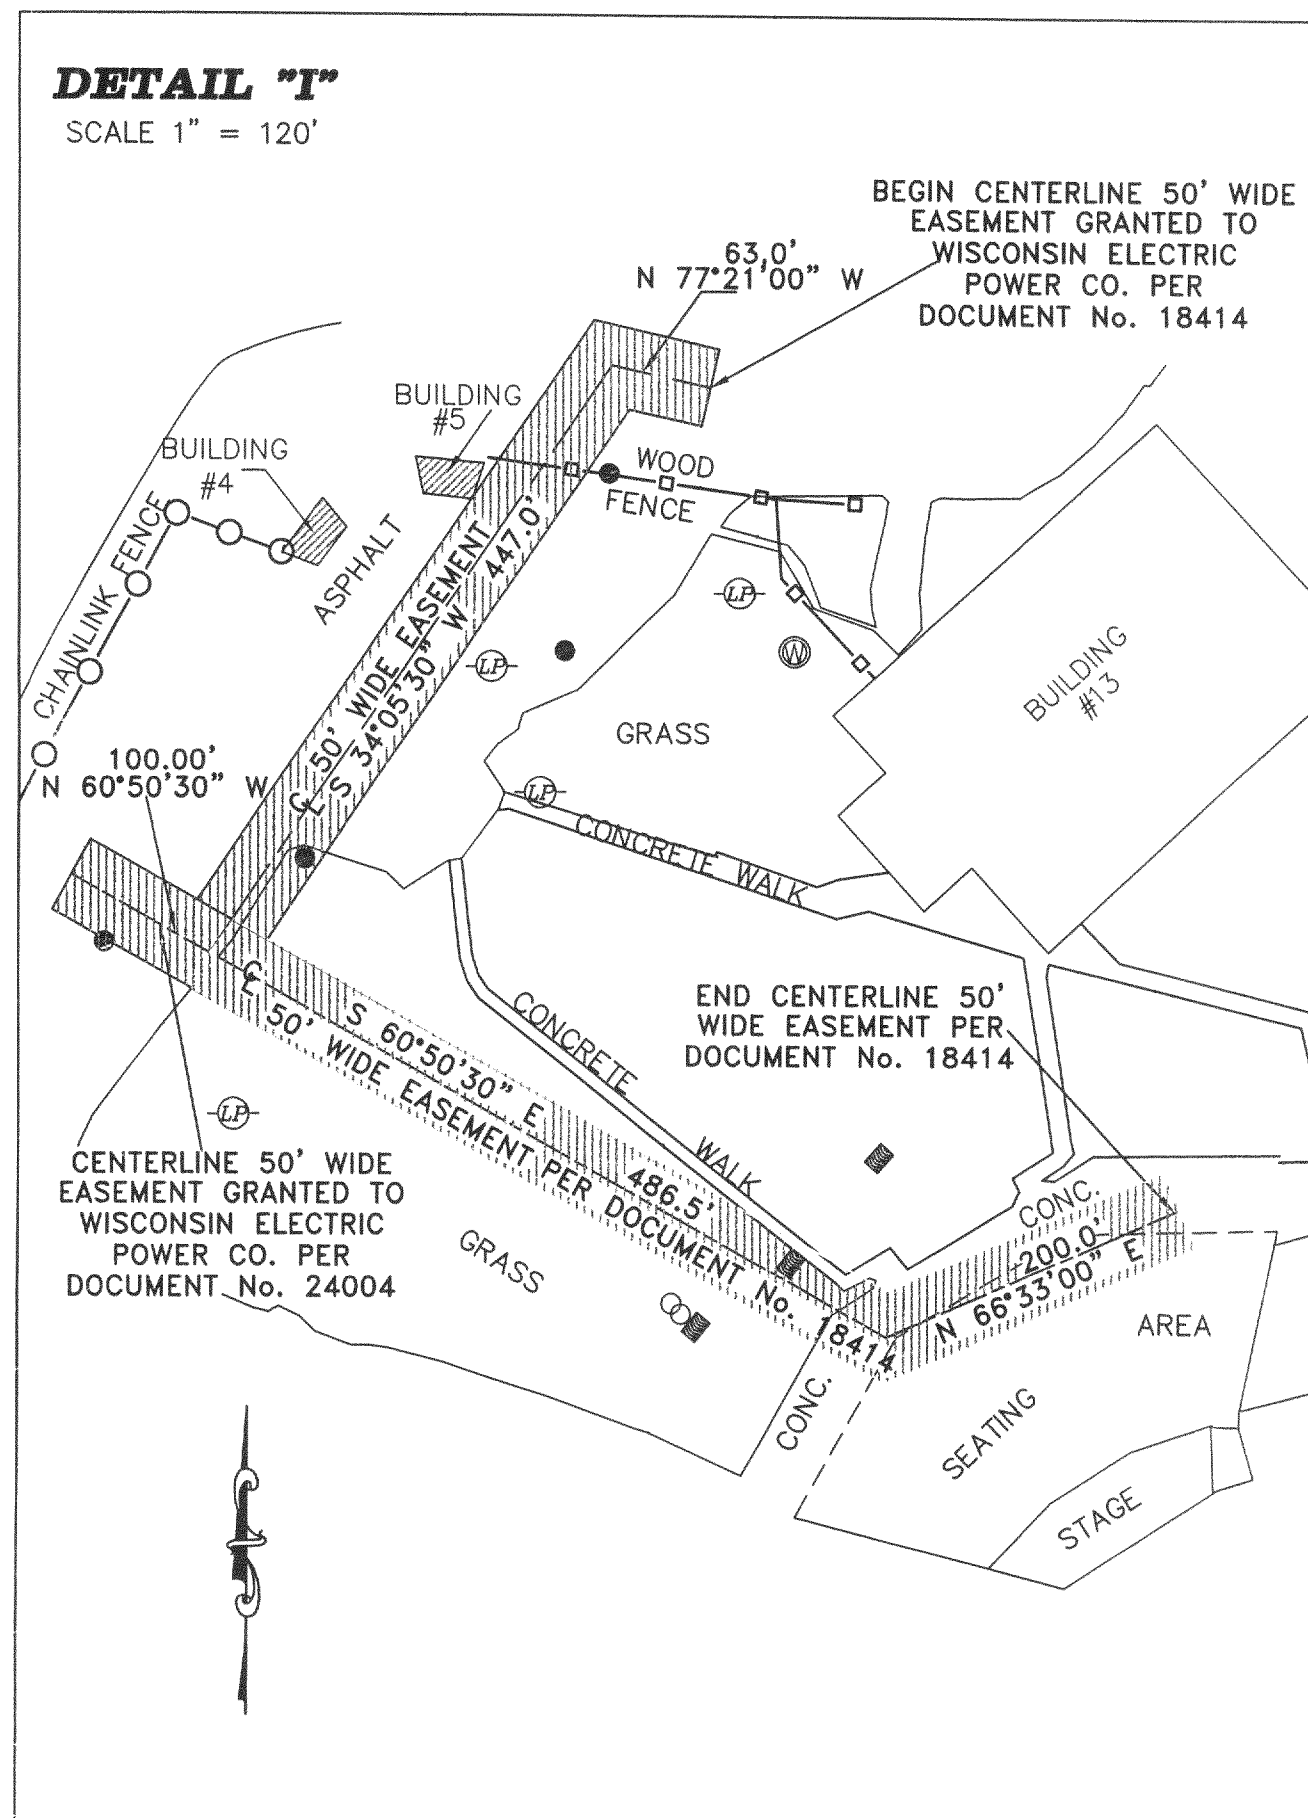 DETAIL "I"
SCALE 1" = 120'
BEGIN CENTERLINE 50' WIDE
EASEMENT GRANTED TO
WISCONSIN ELECTRIC
POWER CO. PER
DOCUMENT No. 18414
63,0'
N 77°21'00" W
BUILDING
#5
BUILDING
#4
WOOD
FENCE
CHAINLINK FENCE
ASPHALT
℄ 50' WIDE EASEMENT
S 34°05'30" W 447.0'
LP
LP
W
BUILDING
#13
GRASS
100.00'
N 60°50'30" W
LP
CONCRETE WALK
END CENTERLINE 50'
WIDE EASEMENT PER
DOCUMENT No. 18414
CONCRETE
WALK
S 60°50'30" E
486.5'
℄ 50' WIDE EASEMENT PER DOCUMENT No. 18414
LP
CENTERLINE 50' WIDE
EASEMENT GRANTED TO
WISCONSIN ELECTRIC
POWER CO. PER
DOCUMENT No. 24004
GRASS
CONC.
200.0'
N 66°33'00" E
AREA
CONC.
SEATING
STAGE